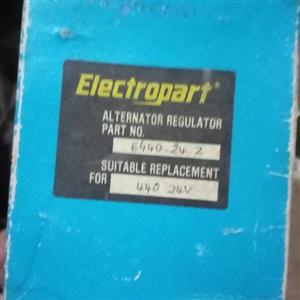 Electropart
ALTERNATOR REGULATOR
PART NO.
E440-24-2
SUITABLE REPLACEMENT
FOR
440 24V